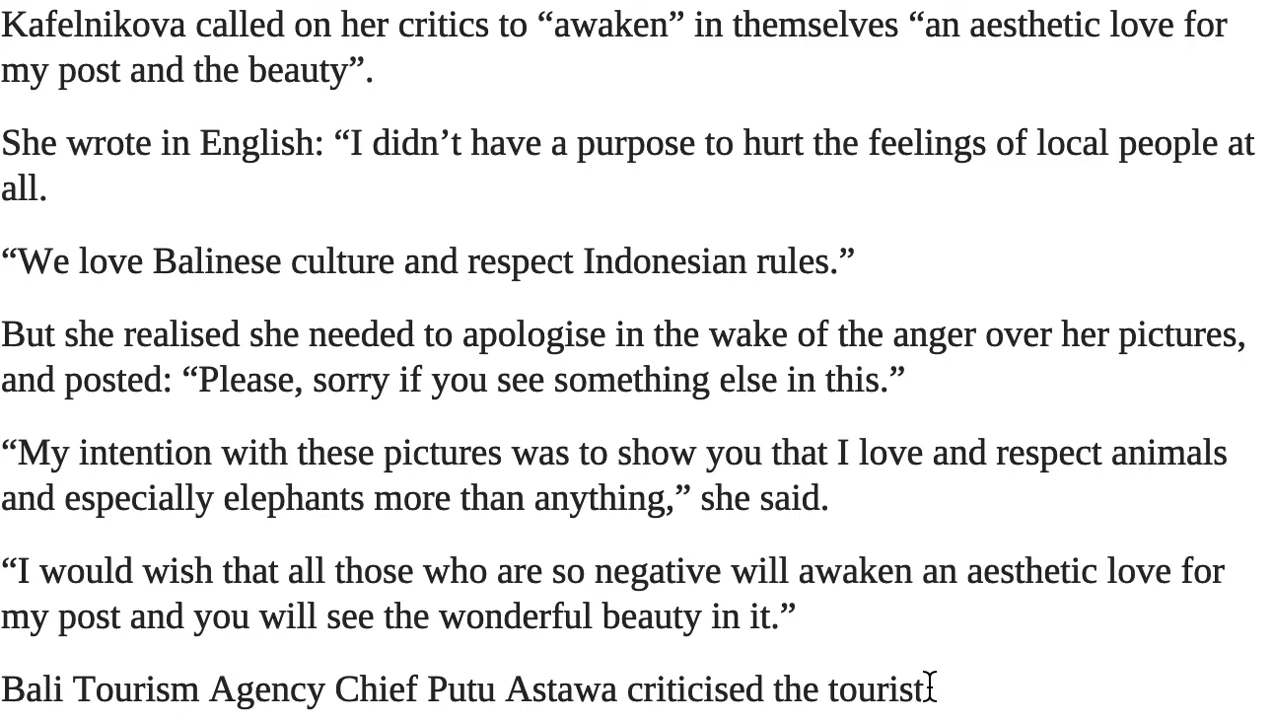 Kafelnikova called on her critics to “awaken” in themselves “an aesthetic love for
my post and the beauty”.
She wrote in English: “I didn’t have a purpose to hurt the feelings of local people at
all.
“We love Balinese culture and respect Indonesian rules.”
But she realised she needed to apologise in the wake of the anger over her pictures,
and posted: “Please, sorry if you see something else in this.”
“My intention with these pictures was to show you that I love and respect animals
and especially elephants more than anything,” she said.
“I would wish that all those who are so negative will awaken an aesthetic love for
my post and you will see the wonderful beauty in it.”
Bali Tourism Agency Chief Putu Astawa criticised the tourist